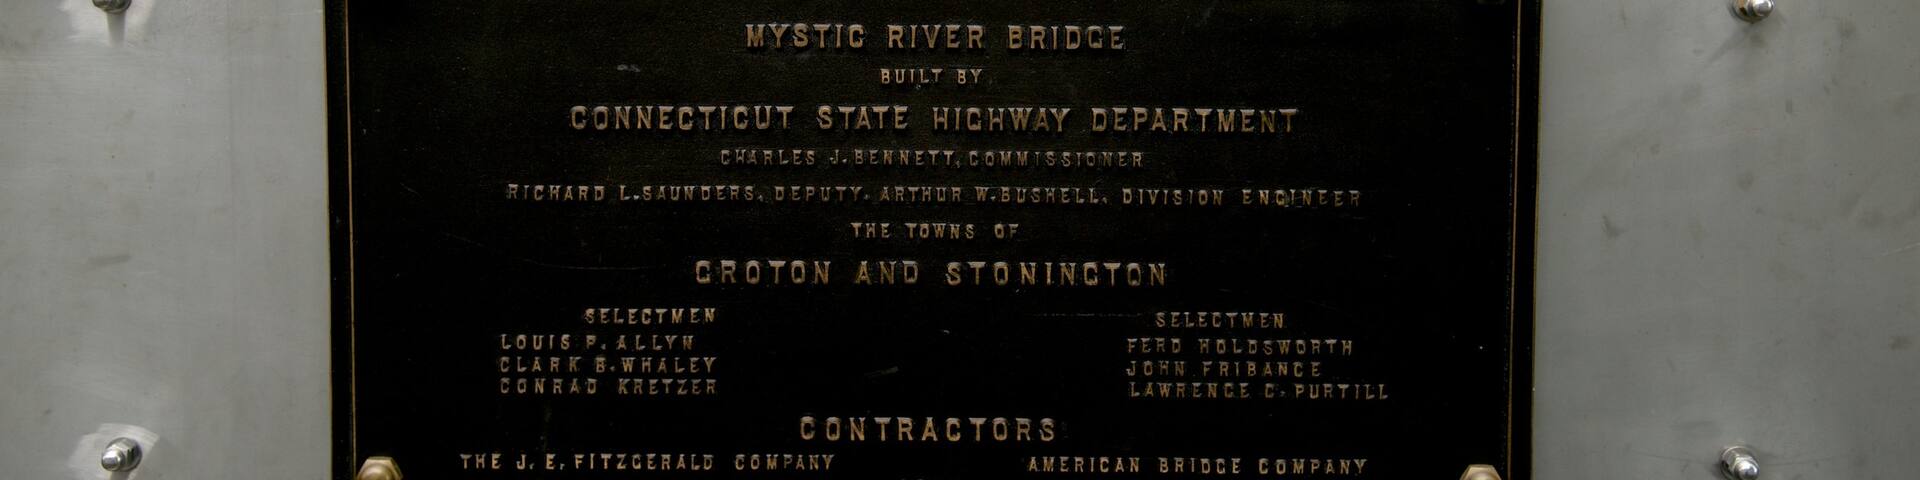 MYSTIC RIVER BRIDGE
BUILT BY
CONNECTICUT STATE HIGHWAY DEPARTMENT
CHARLES J. BENNETT, COMMISSIONER
RICHARD L. SAUNDERS, DEPUTY, ARTHUR W. BUSHELL, DIVISION ENGINEER
THE TOWNS OF
GROTON AND STONINGTON
SELECTMEN
LOUIS P. ALLYN
CLARK B. WHALEY
CONRAD KRETZER
SELECTMEN
FERD HOLDSWORTH
JOHN FRIBANCE
LAWRENCE C. PURTILL
CONTRACTORS
THE J. E. FITZGERALD COMPANY
AMERICAN BRIDGE COMPANY